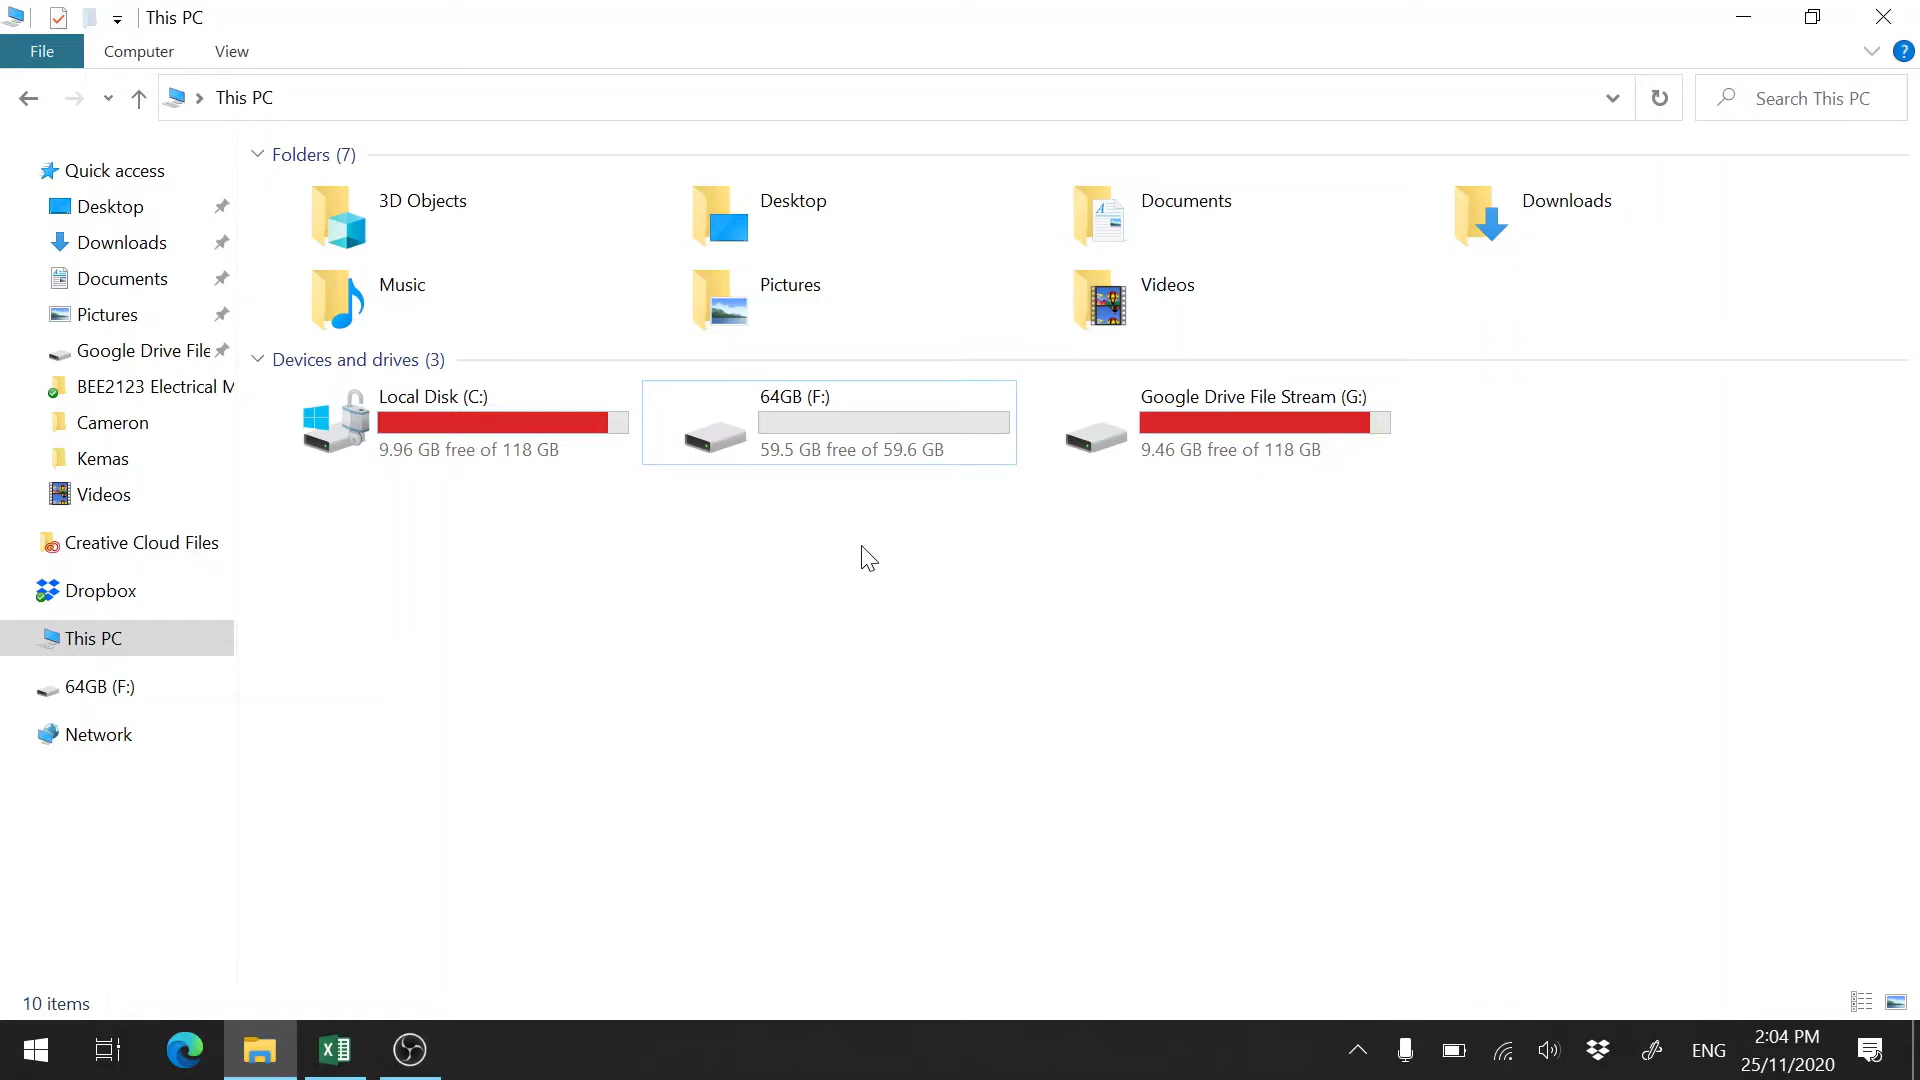 This PC
File
Computer
View
This PC
Search This PC
Quick access
Desktop
Downloads
Documents
Pictures
Google Drive File
BEE2123 Electrical M
Cameron
Kemas
Videos
Creative Cloud Files
Dropbox
This PC
64GB (F:)
Network
Folders (7)
3D Objects
Desktop
Documents
Downloads
Music
Pictures
Videos
Devices and drives (3)
Local Disk (C:)
9.96 GB free of 118 GB
64GB (F:)
59.5 GB free of 59.6 GB
Google Drive File Stream (G:)
9.46 GB free of 118 GB
10 items
ENG
2:04 PM
25/11/2020